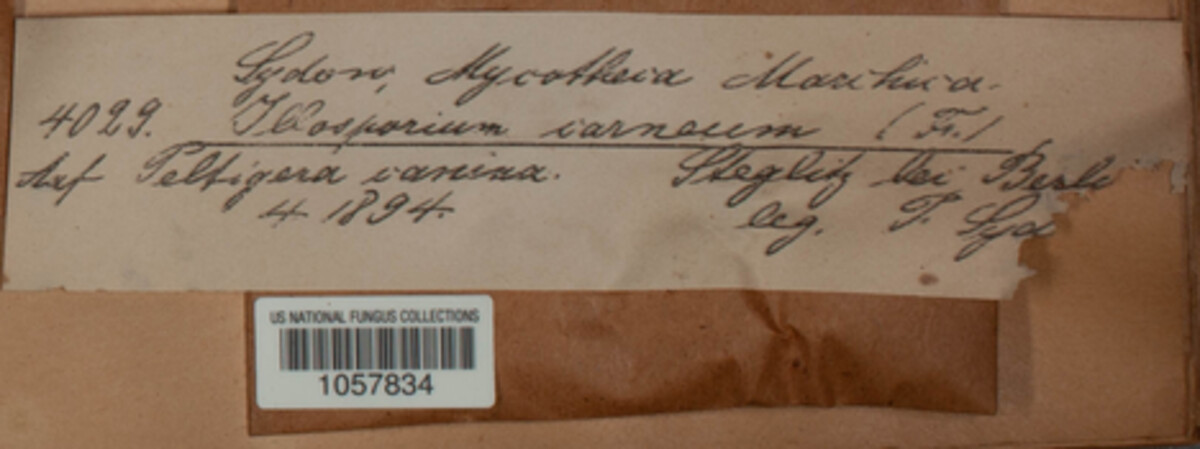 Sydow, Mycotheca Marchica.
4029. Illosporium carneum (Fr.)
Auf Peltigera canina. Steglitz bei Berli
4. 1894. leg. P. Syd
US NATIONAL FUNGUS COLLECTIONS
1057834